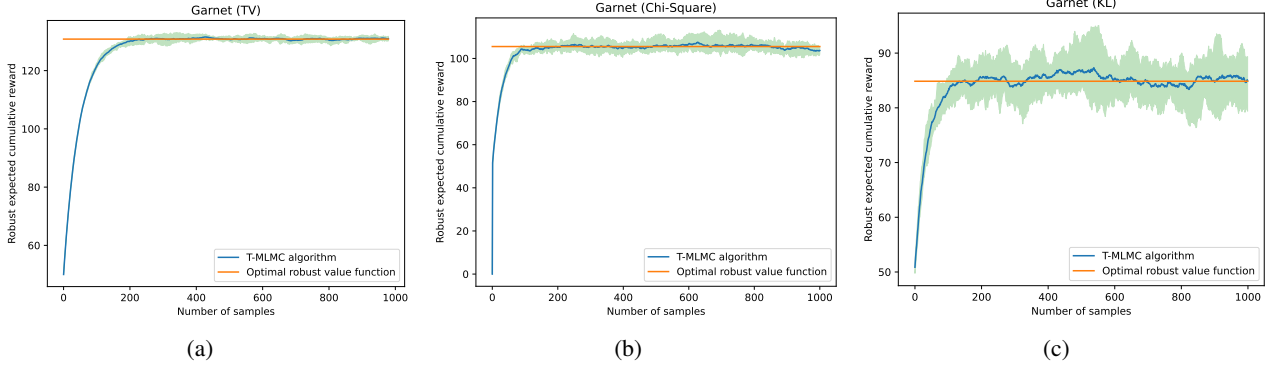 Garnet (TV)
Robust expected cumulative reward
120
100
80
60
0
200
400
600
800
1000
Number of samples
T-MLMC algorithm
Optimal robust value function
(a)
Garnet (Chi-Square)
Robust expected cumulative reward
100
80
60
40
20
0
0
200
400
600
800
1000
Number of samples
T-MLMC algorithm
Optimal robust value function
(b)
Garnet (KL)
Robust expected cumulative reward
90
80
70
60
50
0
200
400
600
800
1000
Number of samples
T-MLMC algorithm
Optimal robust value function
(c)